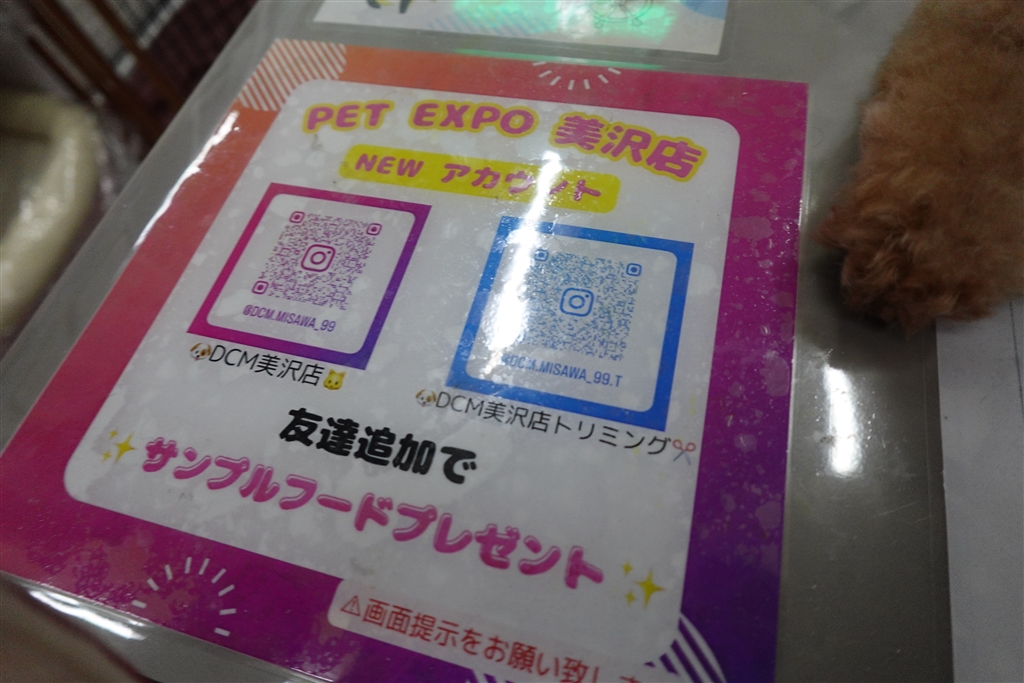 PET EXPO 美沢店
NEW アカウント
@DCM.MISAWA_99
🐶DCM美沢店🐱
@DCM.MISAWA_99.T
🐶DCM美沢店トリミング✂
友達追加で
サンプルフードプレゼント
⚠画面提示をお願い致し